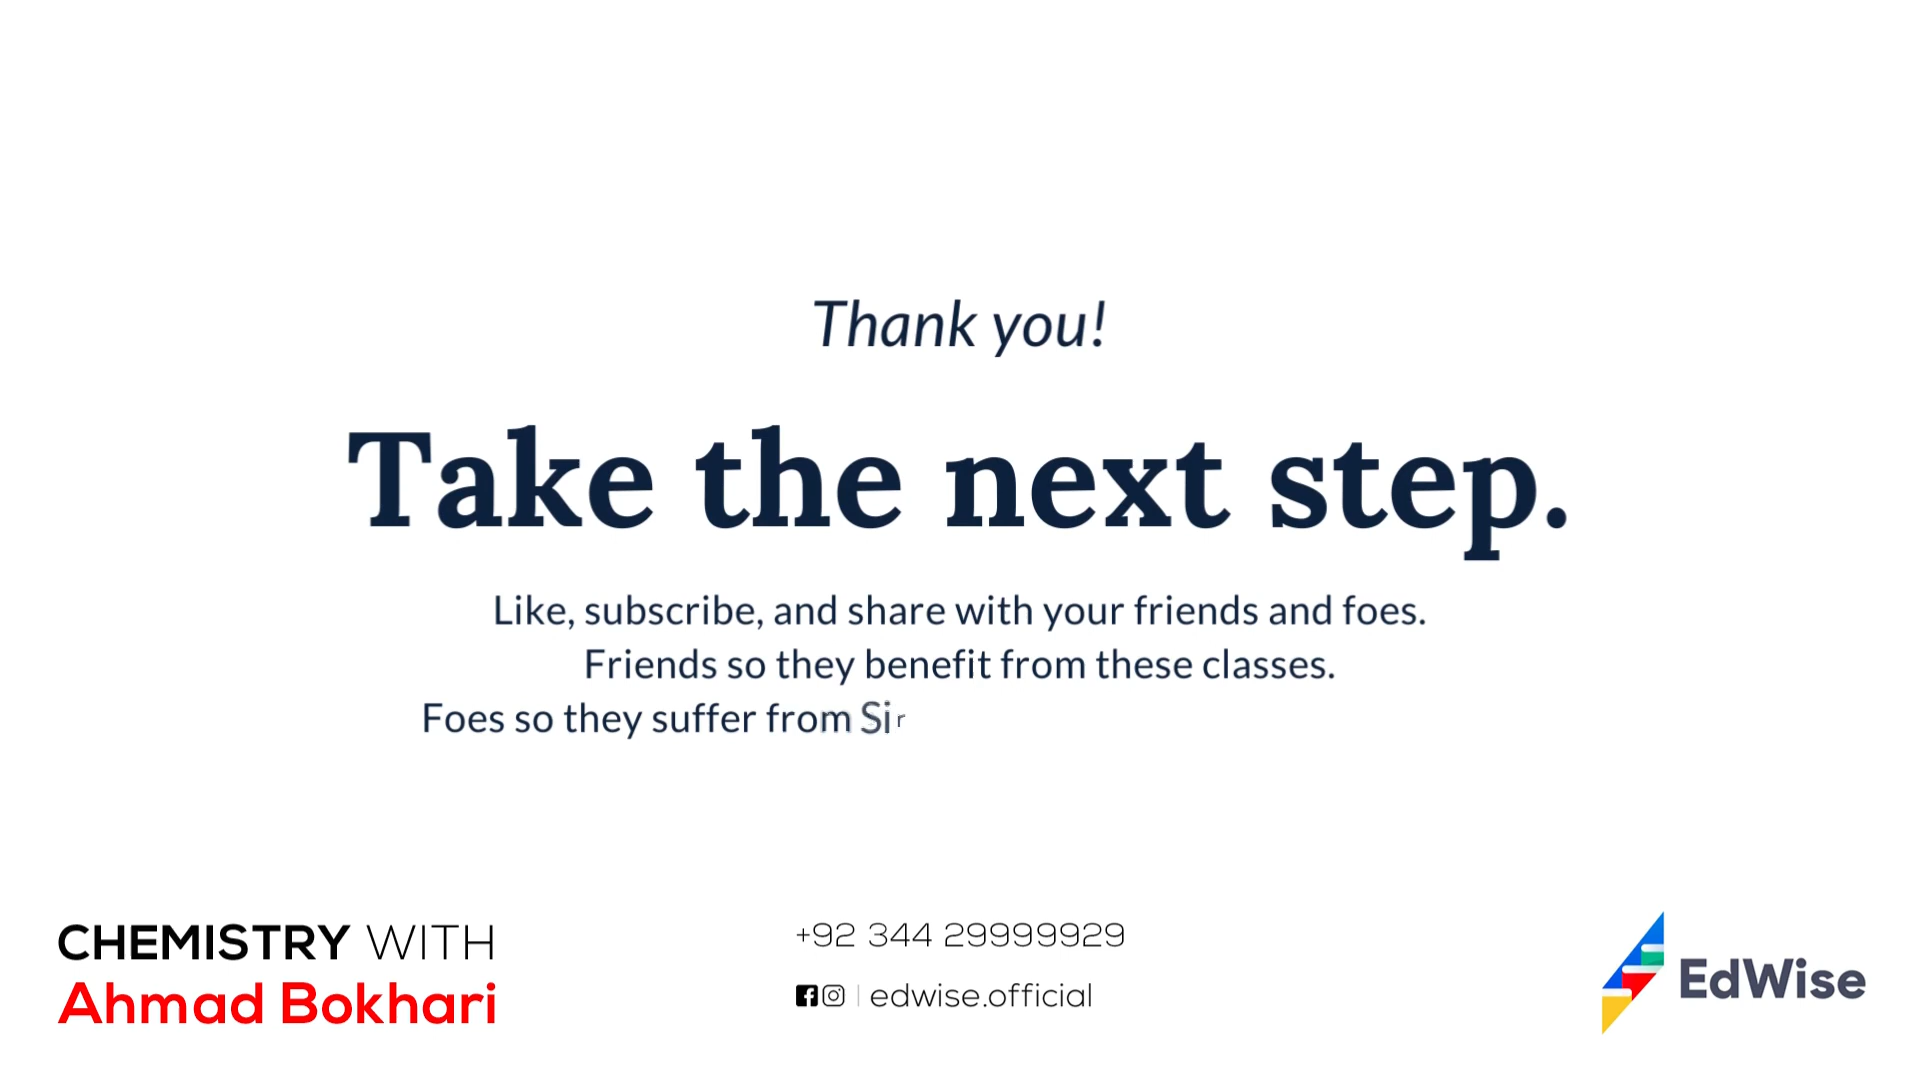 Thank you!
Take the next step.
Like, subscribe, and share with your friends and foes.
Friends so they benefit from these classes.
Foes so they suffer from Sir
CHEMISTRY WITH
Ahmad Bokhari
+92 344 29999929
edwise.official
EdWise